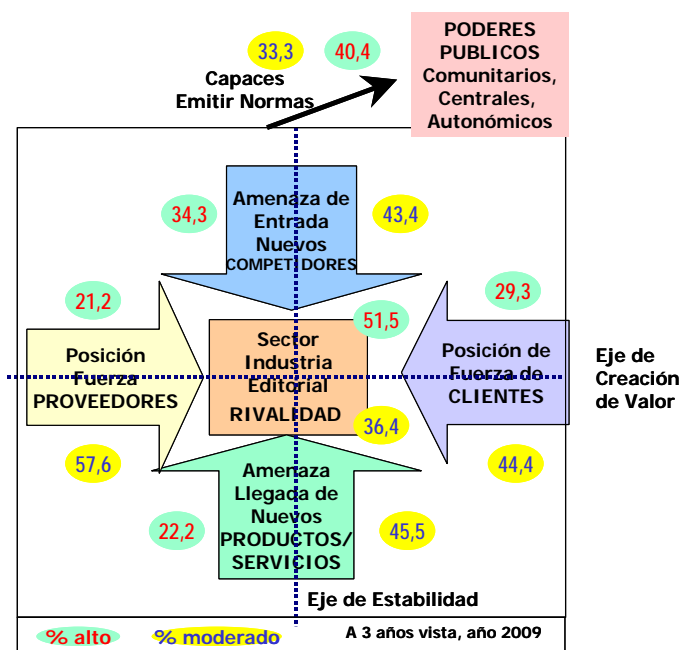 33,3
40,4
PODERES
PUBLICOS
Comunitarios,
Centrales,
Autonómicos
Capaces
Emitir Normas
34,3
Amenaza de
Entrada
Nuevos
COMPETIDORES
43,4
21,2
29,3
51,5
Posición
Fuerza
PROVEEDORES
Sector
Industria
Editorial
RIVALIDAD
Posición de
Fuerza de
CLIENTES
Eje de
Creación
de Valor
36,4
57,6
44,4
Amenaza
Llegada de
Nuevos
PRODUCTOS/
SERVICIOS
22,2
45,5
Eje de Estabilidad
% alto
% moderado
A 3 años vista, año 2009